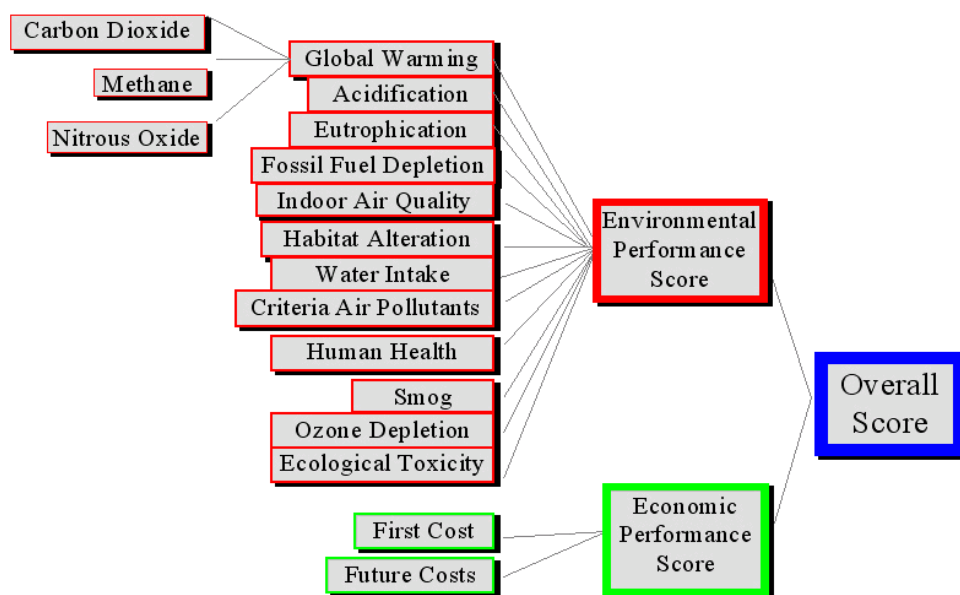 Carbon Dioxide
Methane
Nitrous Oxide
Global Warming
Acidification
Eutrophication
Fossil Fuel Depletion
Indoor Air Quality
Habitat Alteration
Water Intake
Criteria Air Pollutants
Human Health
Smog
Ozone Depletion
Ecological Toxicity
First Cost
Future Costs
Environmental
Performance
Score
Economic
Performance
Score
Overall
Score